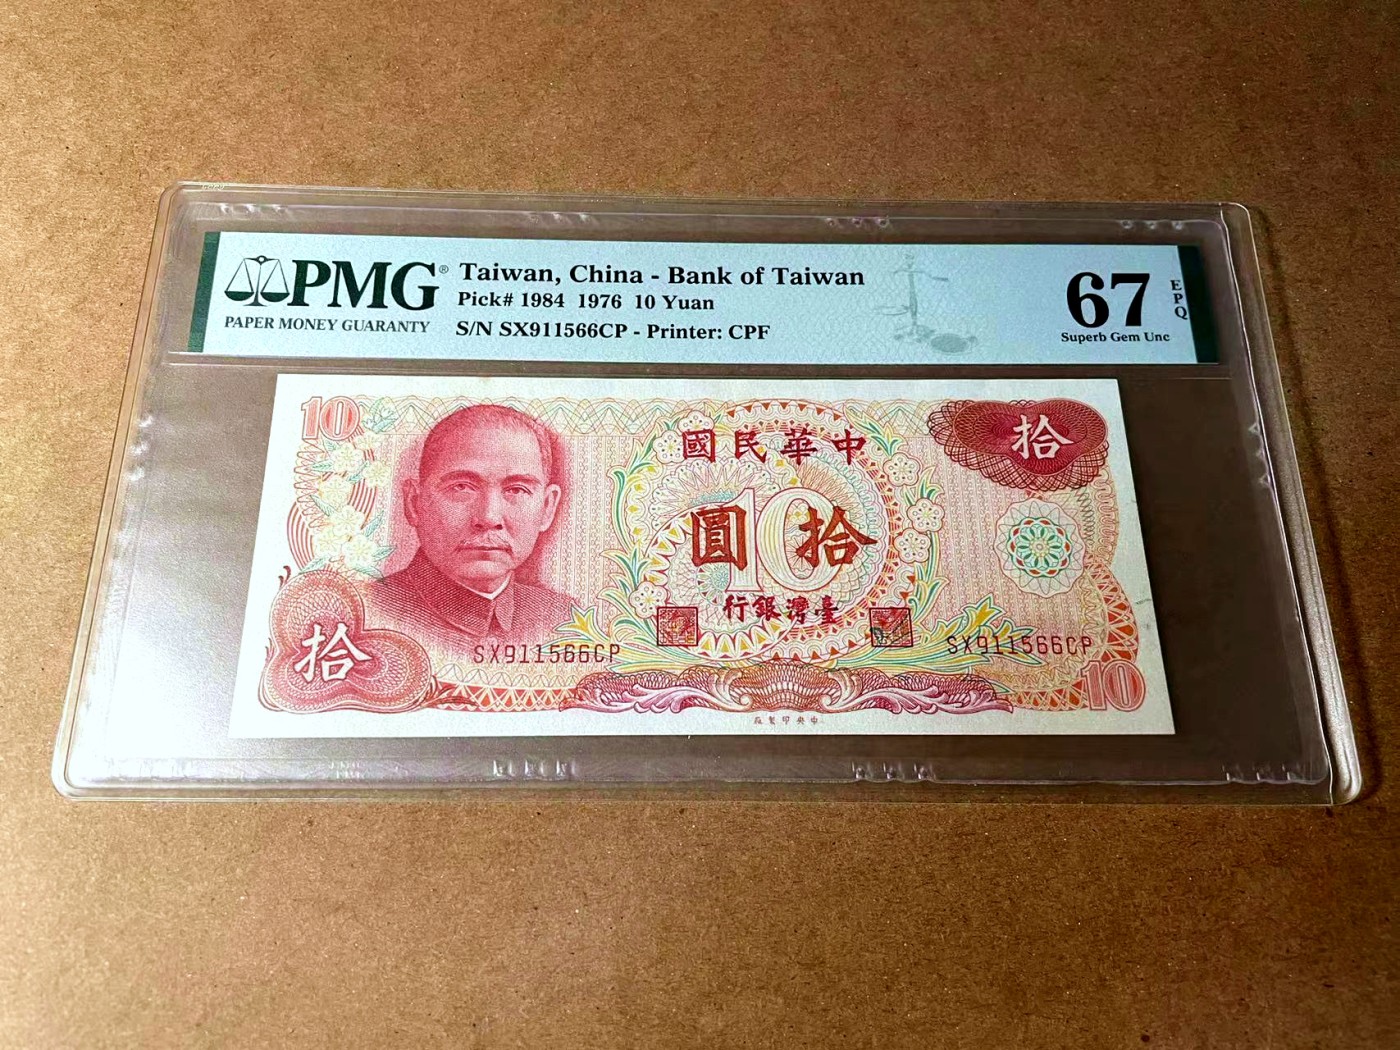 PMG®
PAPER MONEY GUARANTY
Taiwan, China - Bank of Taiwan
Pick# 1984 1976 10 Yuan
S/N SX911566CP - Printer: CPF
67
Superb Gem Unc
EPQ
10
國民華中
拾
圓10拾
行銀灣臺
拾
SX911566CP
SX911566CP
10
廠製印央中